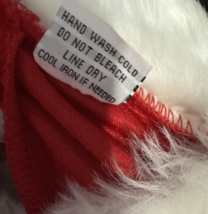 HAND WASH COLD
DO NOT BLEACH
LINE DRY
COOL IRON IF NEEDED